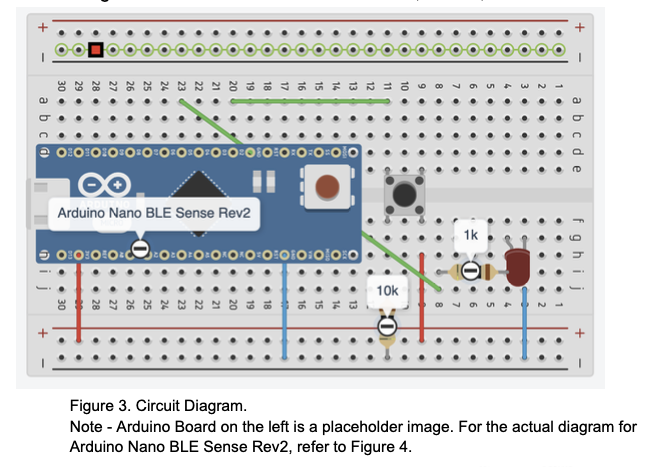 + +
- -
30 29 28 27 26 25 24 23 22 21 20 19 18 17 16 15 14 13 12 11 10 9 8 7 6 5 4 3 2 1
a a
b b
c c
d d
e e
Arduino Nano BLE Sense Rev2
f f
1k
g g
h h
i i
10k
j j
30 28 27 26 25 24 23 22 21 20 19 18 16 15 14 13 8 7 6 5 4 2 1
+ +
- -
Figure 3. Circuit Diagram.
Note - Arduino Board on the left is a placeholder image. For the actual diagram for
Arduino Nano BLE Sense Rev2, refer to Figure 4.